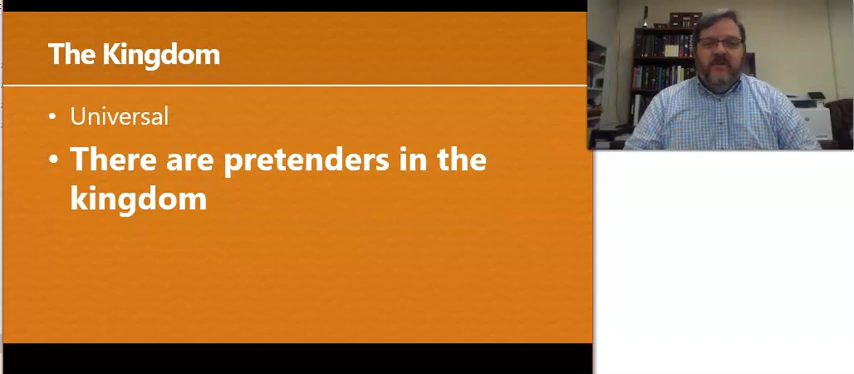 The Kingdom
• Universal
• There are pretenders in the
kingdom